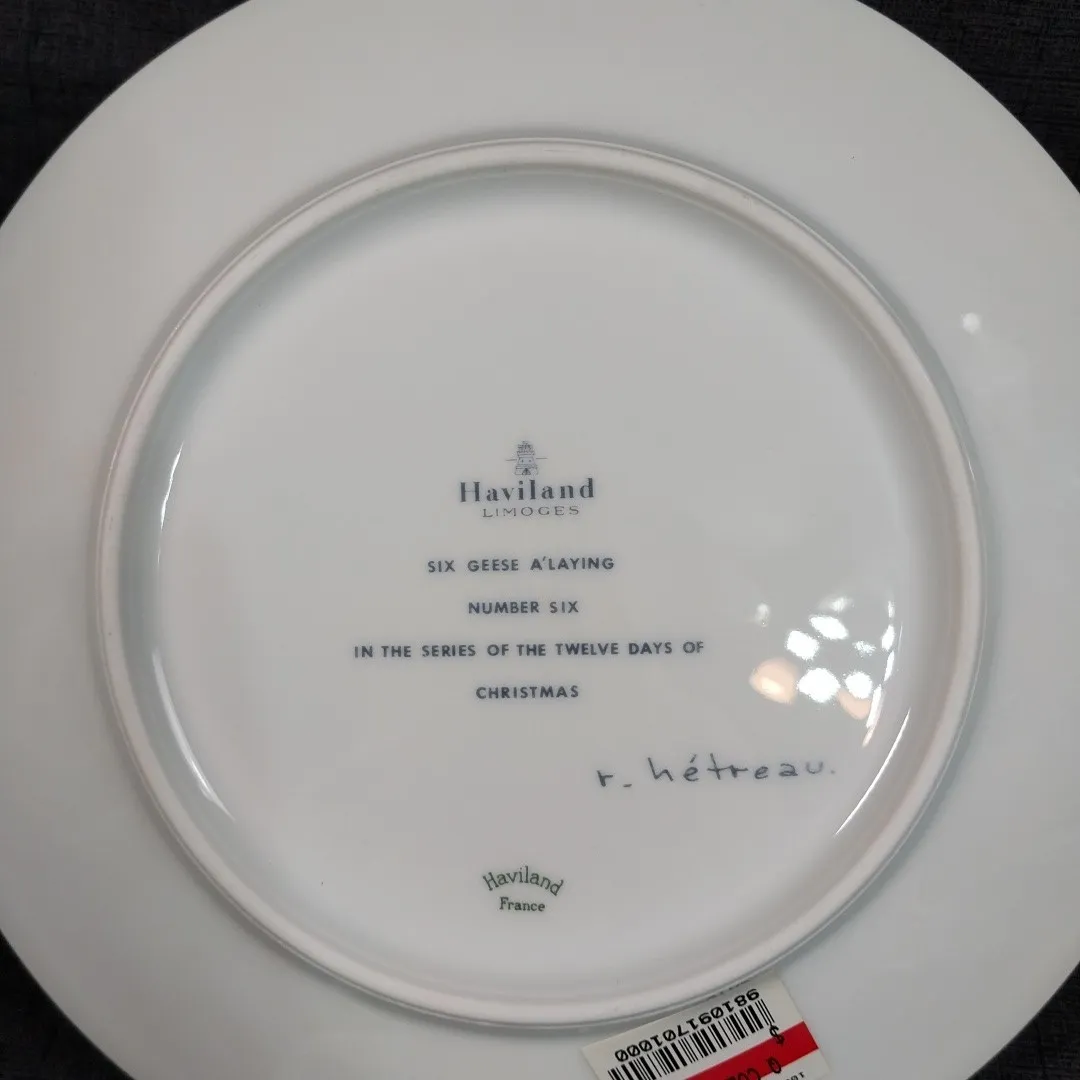 Haviland
LIMOGES
SIX GEESE A'LAYING
NUMBER SIX
IN THE SERIES OF THE TWELVE DAYS OF
CHRISTMAS
r. hétreau.
Haviland
France
981091701000
$